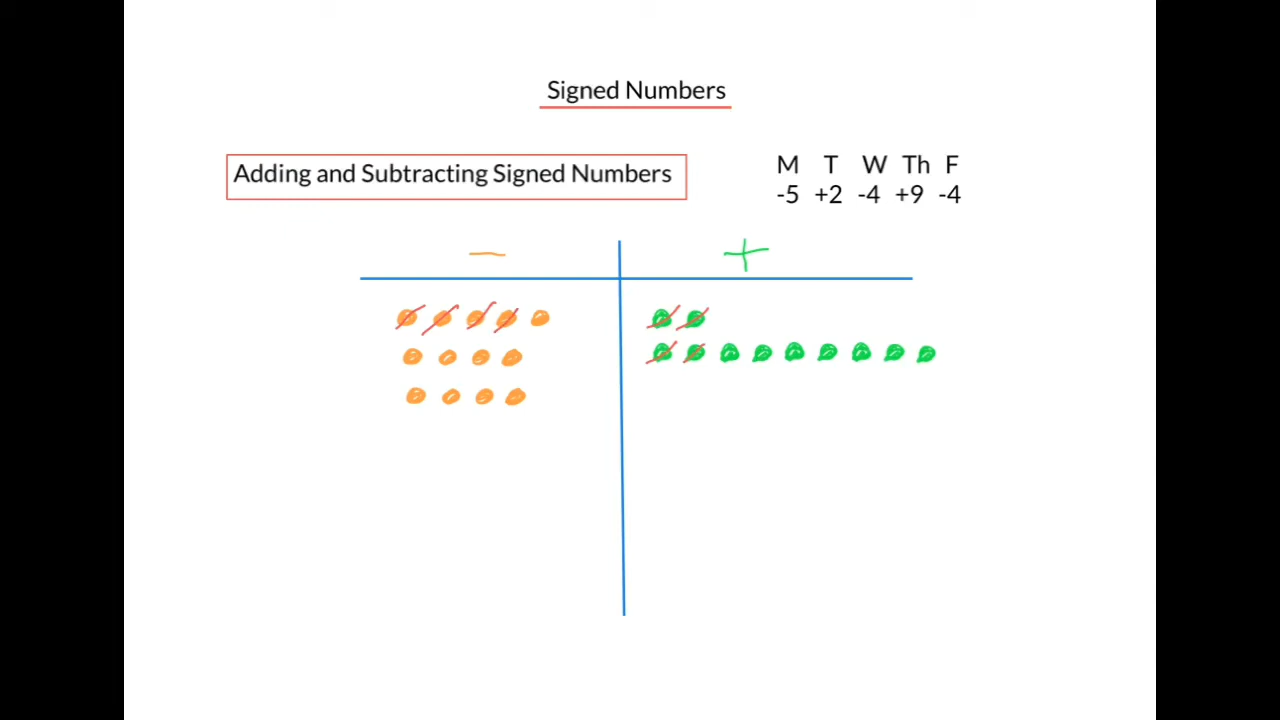 Signed Numbers
Adding and Subtracting Signed Numbers
M T W Th F
-5 +2 -4 +9 -4
— +